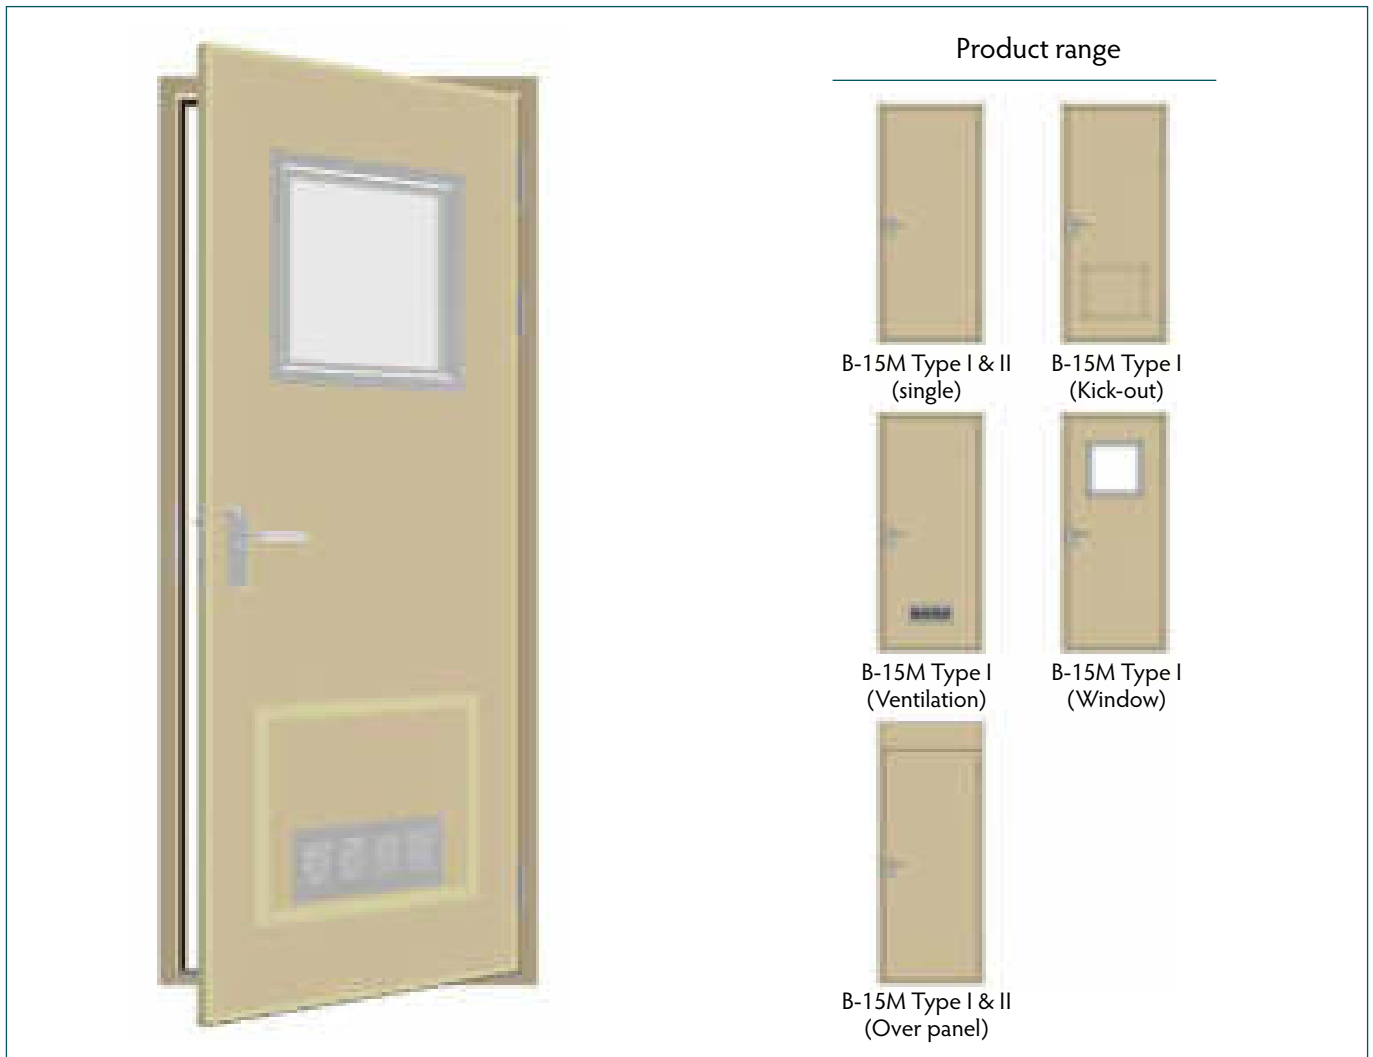 Product range
B-15M Type I & II
(single)
B-15M Type I
(Kick-out)
B-15M Type I
(Ventilation)
B-15M Type I
(Window)
B-15M Type I & II
(Over panel)